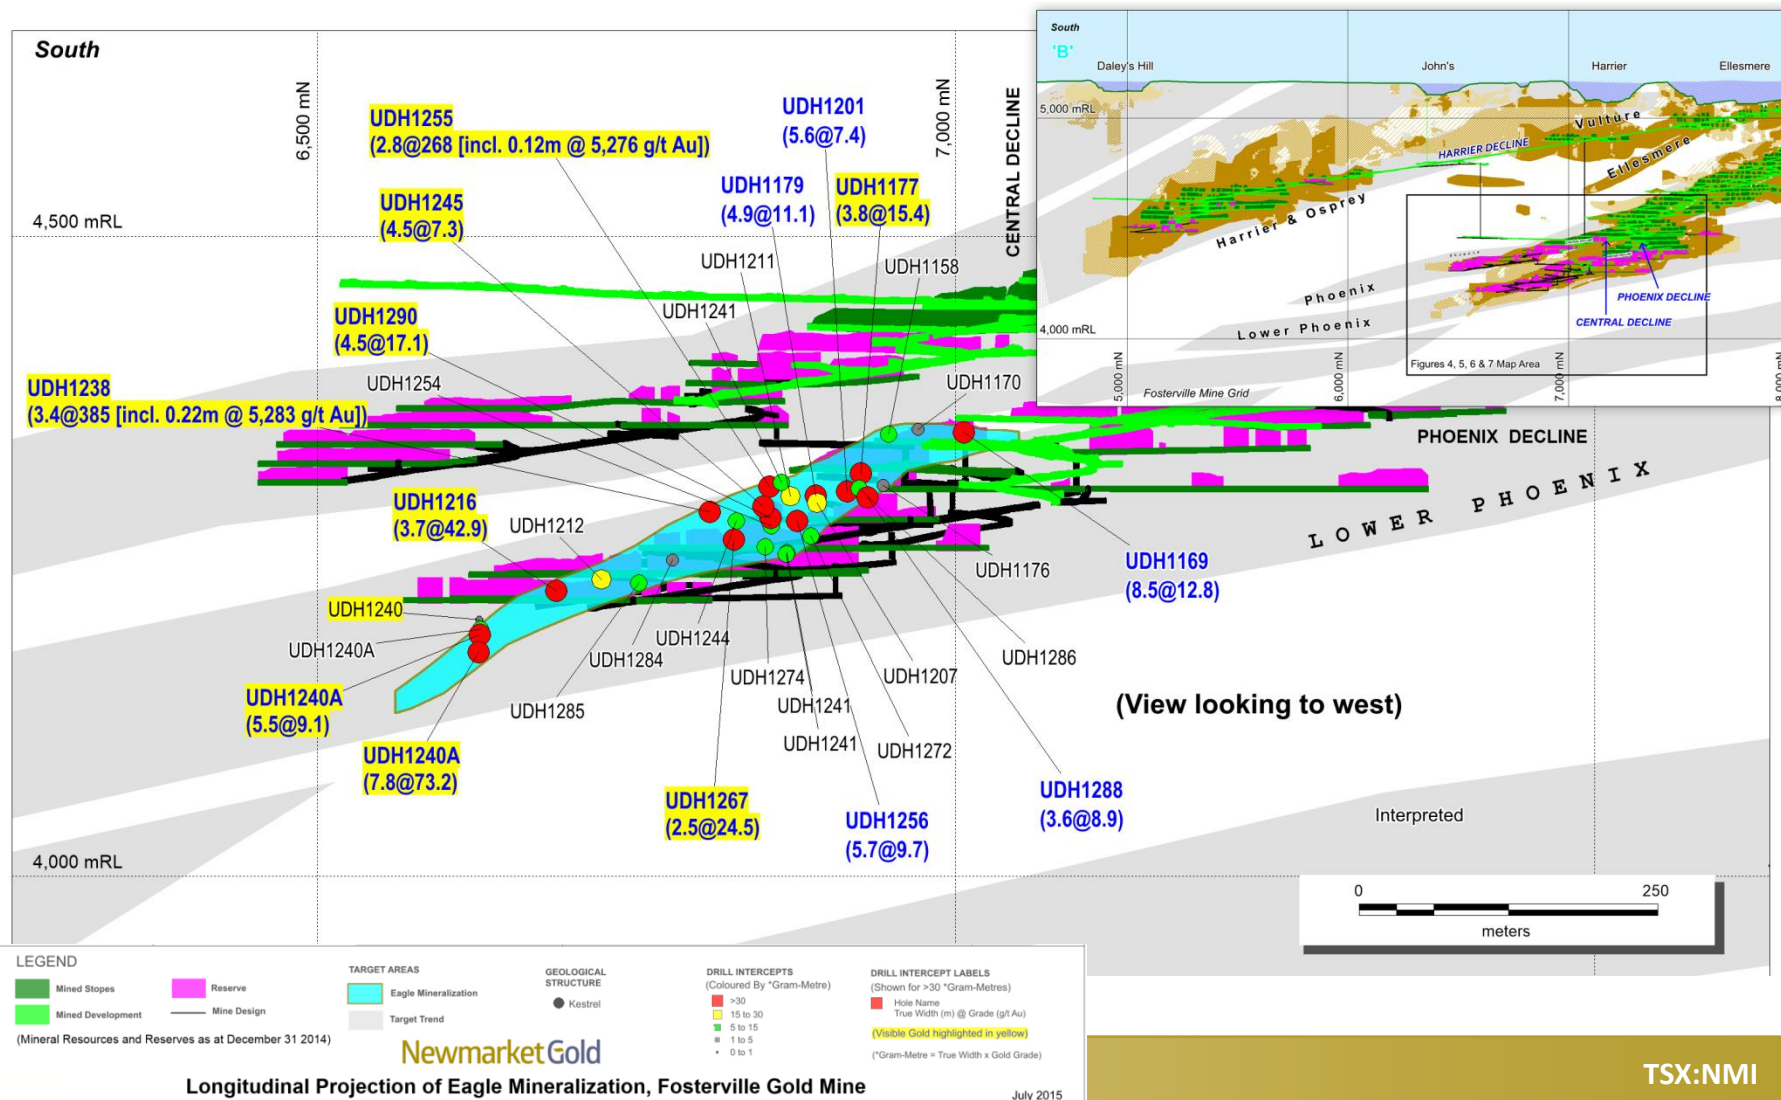 South
6,500 mN
7,000 mN
CENTRAL DECLINE
4,500 mRL
4,000 mRL
UDH1255
(2.8@268 [incl. 0.12m @ 5,276 g/t Au])
UDH1201
(5.6@7.4)
UDH1179
(4.9@11.1)
UDH1177
(3.8@15.4)
UDH1245
(4.5@7.3)
UDH1211
UDH1158
UDH1241
UDH1290
(4.5@17.1)
UDH1254
UDH1170
UDH1238
(3.4@385 [incl. 0.22m @ 5,283 g/t Au])
PHOENIX DECLINE
LOWER PHOENIX
UDH1216
(3.7@42.9)
UDH1212
UDH1176
UDH1169
(8.5@12.8)
UDH1240
UDH1240A
UDH1244
UDH1284
UDH1286
UDH1274
UDH1207
UDH1240A
(5.5@9.1)
UDH1285
UDH1241
(View looking to west)
UDH1241
UDH1272
UDH1240A
(7.8@73.2)
UDH1267
(2.5@24.5)
UDH1256
(5.7@9.7)
UDH1288
(3.6@8.9)
Interpreted
0 250
meters
South
'B'
Daley's Hill
John's
Harrier
Ellesmere
5,000 mRL
Vulture
HARRIER DECLINE
Ellesmere
Harrier & Osprey
Phoenix
Lower Phoenix
PHOENIX DECLINE
CENTRAL DECLINE
4,000 mRL
Figures 4, 5, 6 & 7 Map Area
Fosterville Mine Grid
5,000 mN
6,000 mN
7,000 mN
LEGEND
Mined Stopes
Reserve
Mined Development
Mine Design
(Mineral Resources and Reserves as at December 31 2014)
TARGET AREAS
Eagle Mineralization
Target Trend
GEOLOGICAL
STRUCTURE
Kestrel
DRILL INTERCEPTS
(Coloured By *Gram-Metre)
>30
15 to 30
5 to 15
1 to 5
0 to 1
DRILL INTERCEPT LABELS
(Shown for >30 *Gram-Metres)
Hole Name
True Width (m) @ Grade (g/t Au)
(Visible Gold highlighted in yellow)
(*Gram-Metre = True Width x Gold Grade)
NewmarketGold
Longitudinal Projection of Eagle Mineralization, Fosterville Gold Mine
July 2015
TSX:NMI